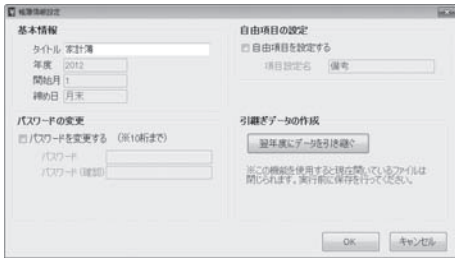 帳簿情報設定
基本情報
タイトル 家計簿
年度 2012
開始月 1
締め日 月末
パスワードの変更
パスワードを変更する (※10桁まで)
パスワード
パスワード(確認)
自由項目の設定
自由項目を設定する
項目設定名 備考
引継ぎデータの作成
翌年度にデータを引き継ぐ
※この機能を使用すると現在開いているファイルは
閉じられます。実行前に保存を行ってください。
OK キャンセル